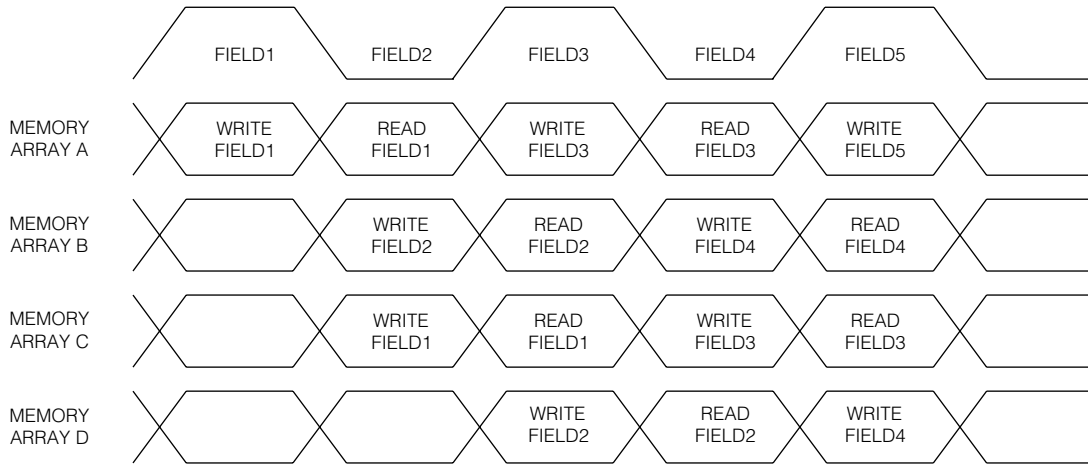 FIELD1 FIELD2 FIELD3 FIELD4 FIELD5
MEMORY
ARRAY A
WRITE
FIELD1
READ
FIELD1
WRITE
FIELD3
READ
FIELD3
WRITE
FIELD5
MEMORY
ARRAY B
WRITE
FIELD2
READ
FIELD2
WRITE
FIELD4
READ
FIELD4
MEMORY
ARRAY C
WRITE
FIELD1
READ
FIELD1
WRITE
FIELD3
READ
FIELD3
MEMORY
ARRAY D
WRITE
FIELD2
READ
FIELD2
WRITE
FIELD4